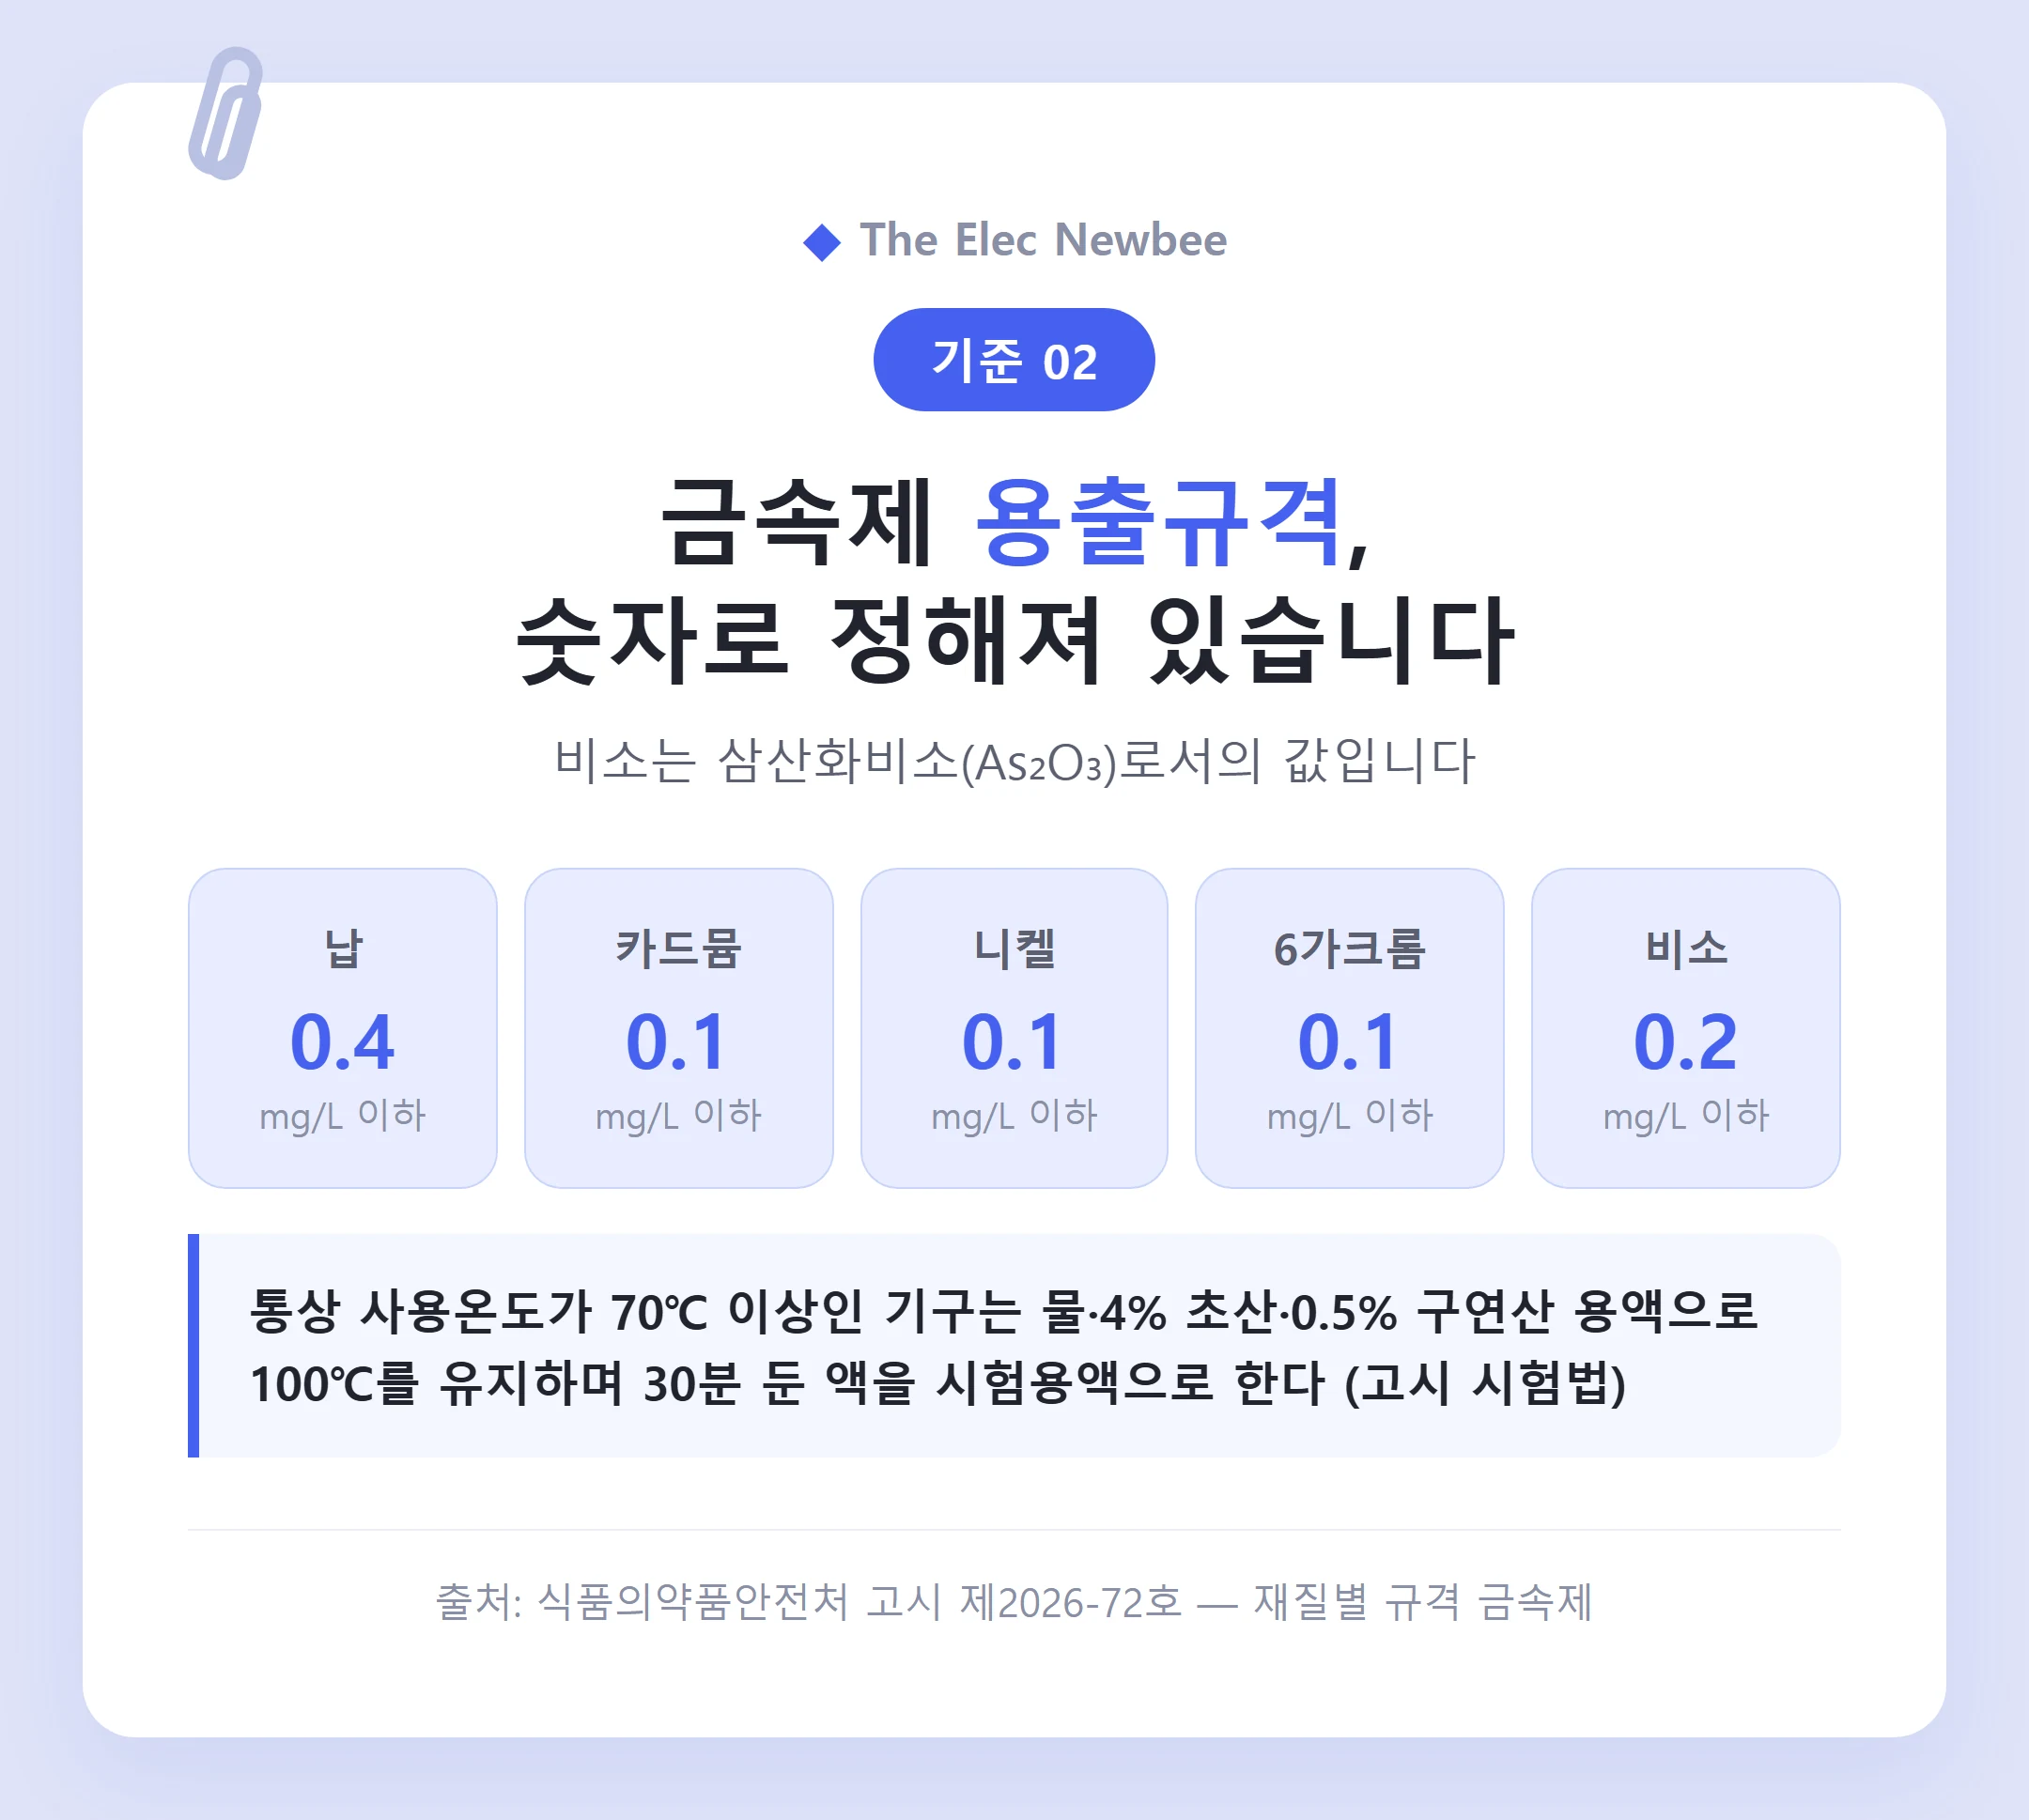 ◆ The Elec Newbee
기준 02
금속제 용출규격,
숫자로 정해져 있습니다
비소는 삼산화비소(As₂O₃)로서의 값입니다
납
0.4
mg/L 이하
카드뮴
0.1
mg/L 이하
니켈
0.1
mg/L 이하
6가크롬
0.1
mg/L 이하
비소
0.2
mg/L 이하
통상 사용온도가 70℃ 이상인 기구는 물·4% 초산·0.5% 구연산 용액으로
100℃를 유지하며 30분 둔 액을 시험용액으로 한다 (고시 시험법)
출처: 식품의약품안전처 고시 제2026-72호 — 재질별 규격 금속제